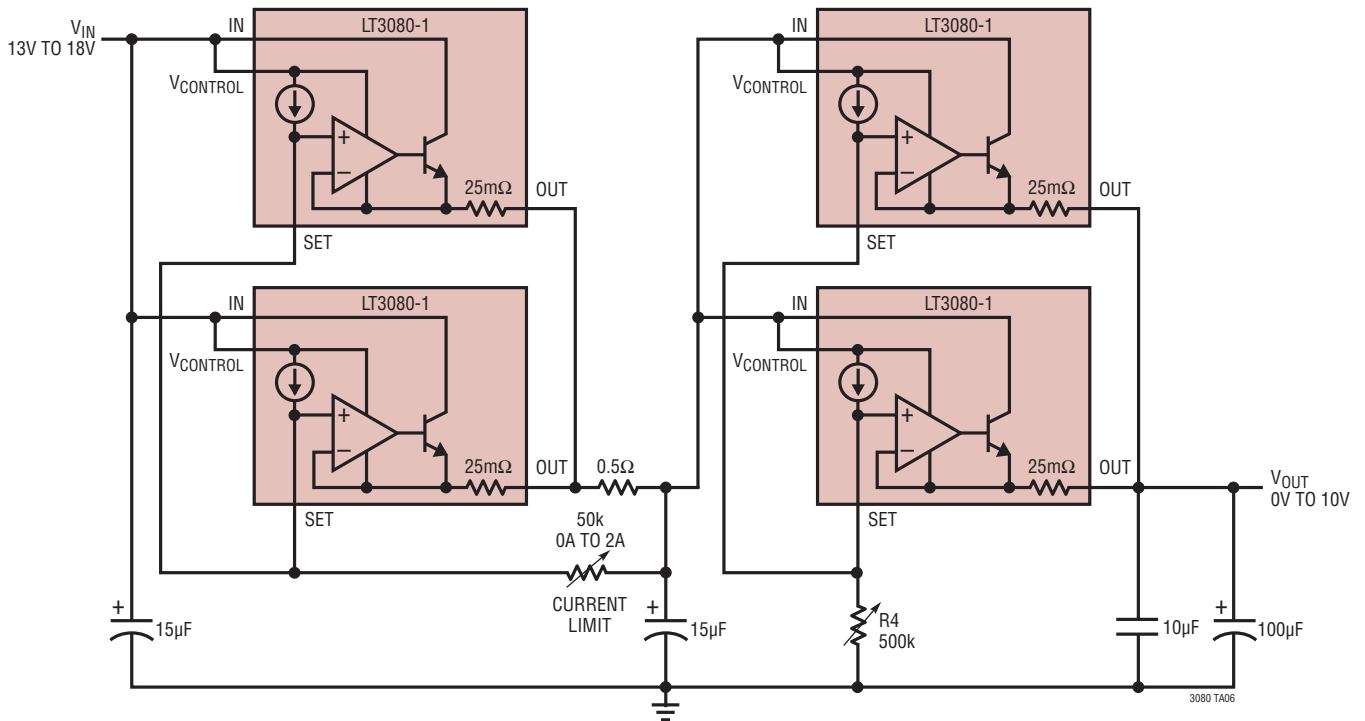 VIN
13V TO 18V
IN
LT3080-1
VCONTROL
+
–
25mΩ
OUT
SET
IN
LT3080-1
VCONTROL
+
–
25mΩ
OUT
0.5Ω
SET
50k
0A TO 2A
CURRENT
LIMIT
+
15µF
+
15µF
IN
LT3080-1
VCONTROL
+
–
25mΩ
OUT
SET
IN
LT3080-1
VCONTROL
+
–
25mΩ
OUT
SET
VOUT
0V TO 10V
R4
500k
10µF
+
100µF
3080 TA06